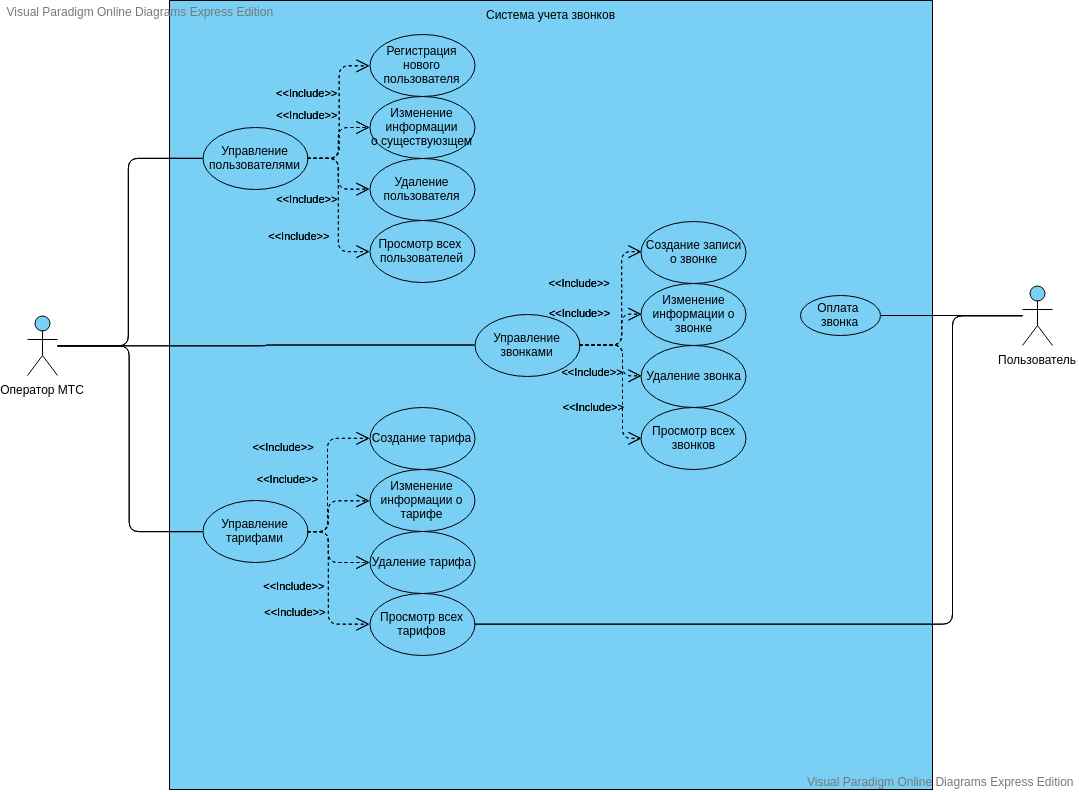 Visual Paradigm Online Diagrams Express Edition
Система учета звонков
Регистрация
нового
пользователя
<<Include>>
<<Include>>
Изменение
информации
о существуюзщем
Управление
пользователями
Удаление
пользователя
<<Include>>
<<Include>>
Просмотр всех
пользователей
Создание записи
о звонке
<<Include>>
<<Include>>
Изменение
информации о
звонке
Оплата
звонка
Управление
звонками
Пользователь
Оператор МТС
<<Include>>
Удаление звонка
<<Include>>
Просмотр всех
звонков
Создание тарифа
<<Include>>
<<Include>>
Изменение
информации о
тарифе
Управление
тарифами
Удаление тарифа
<<Include>>
<<Include>>
Просмотр всех
тарифов
Visual Paradigm Online Diagrams Express Edition